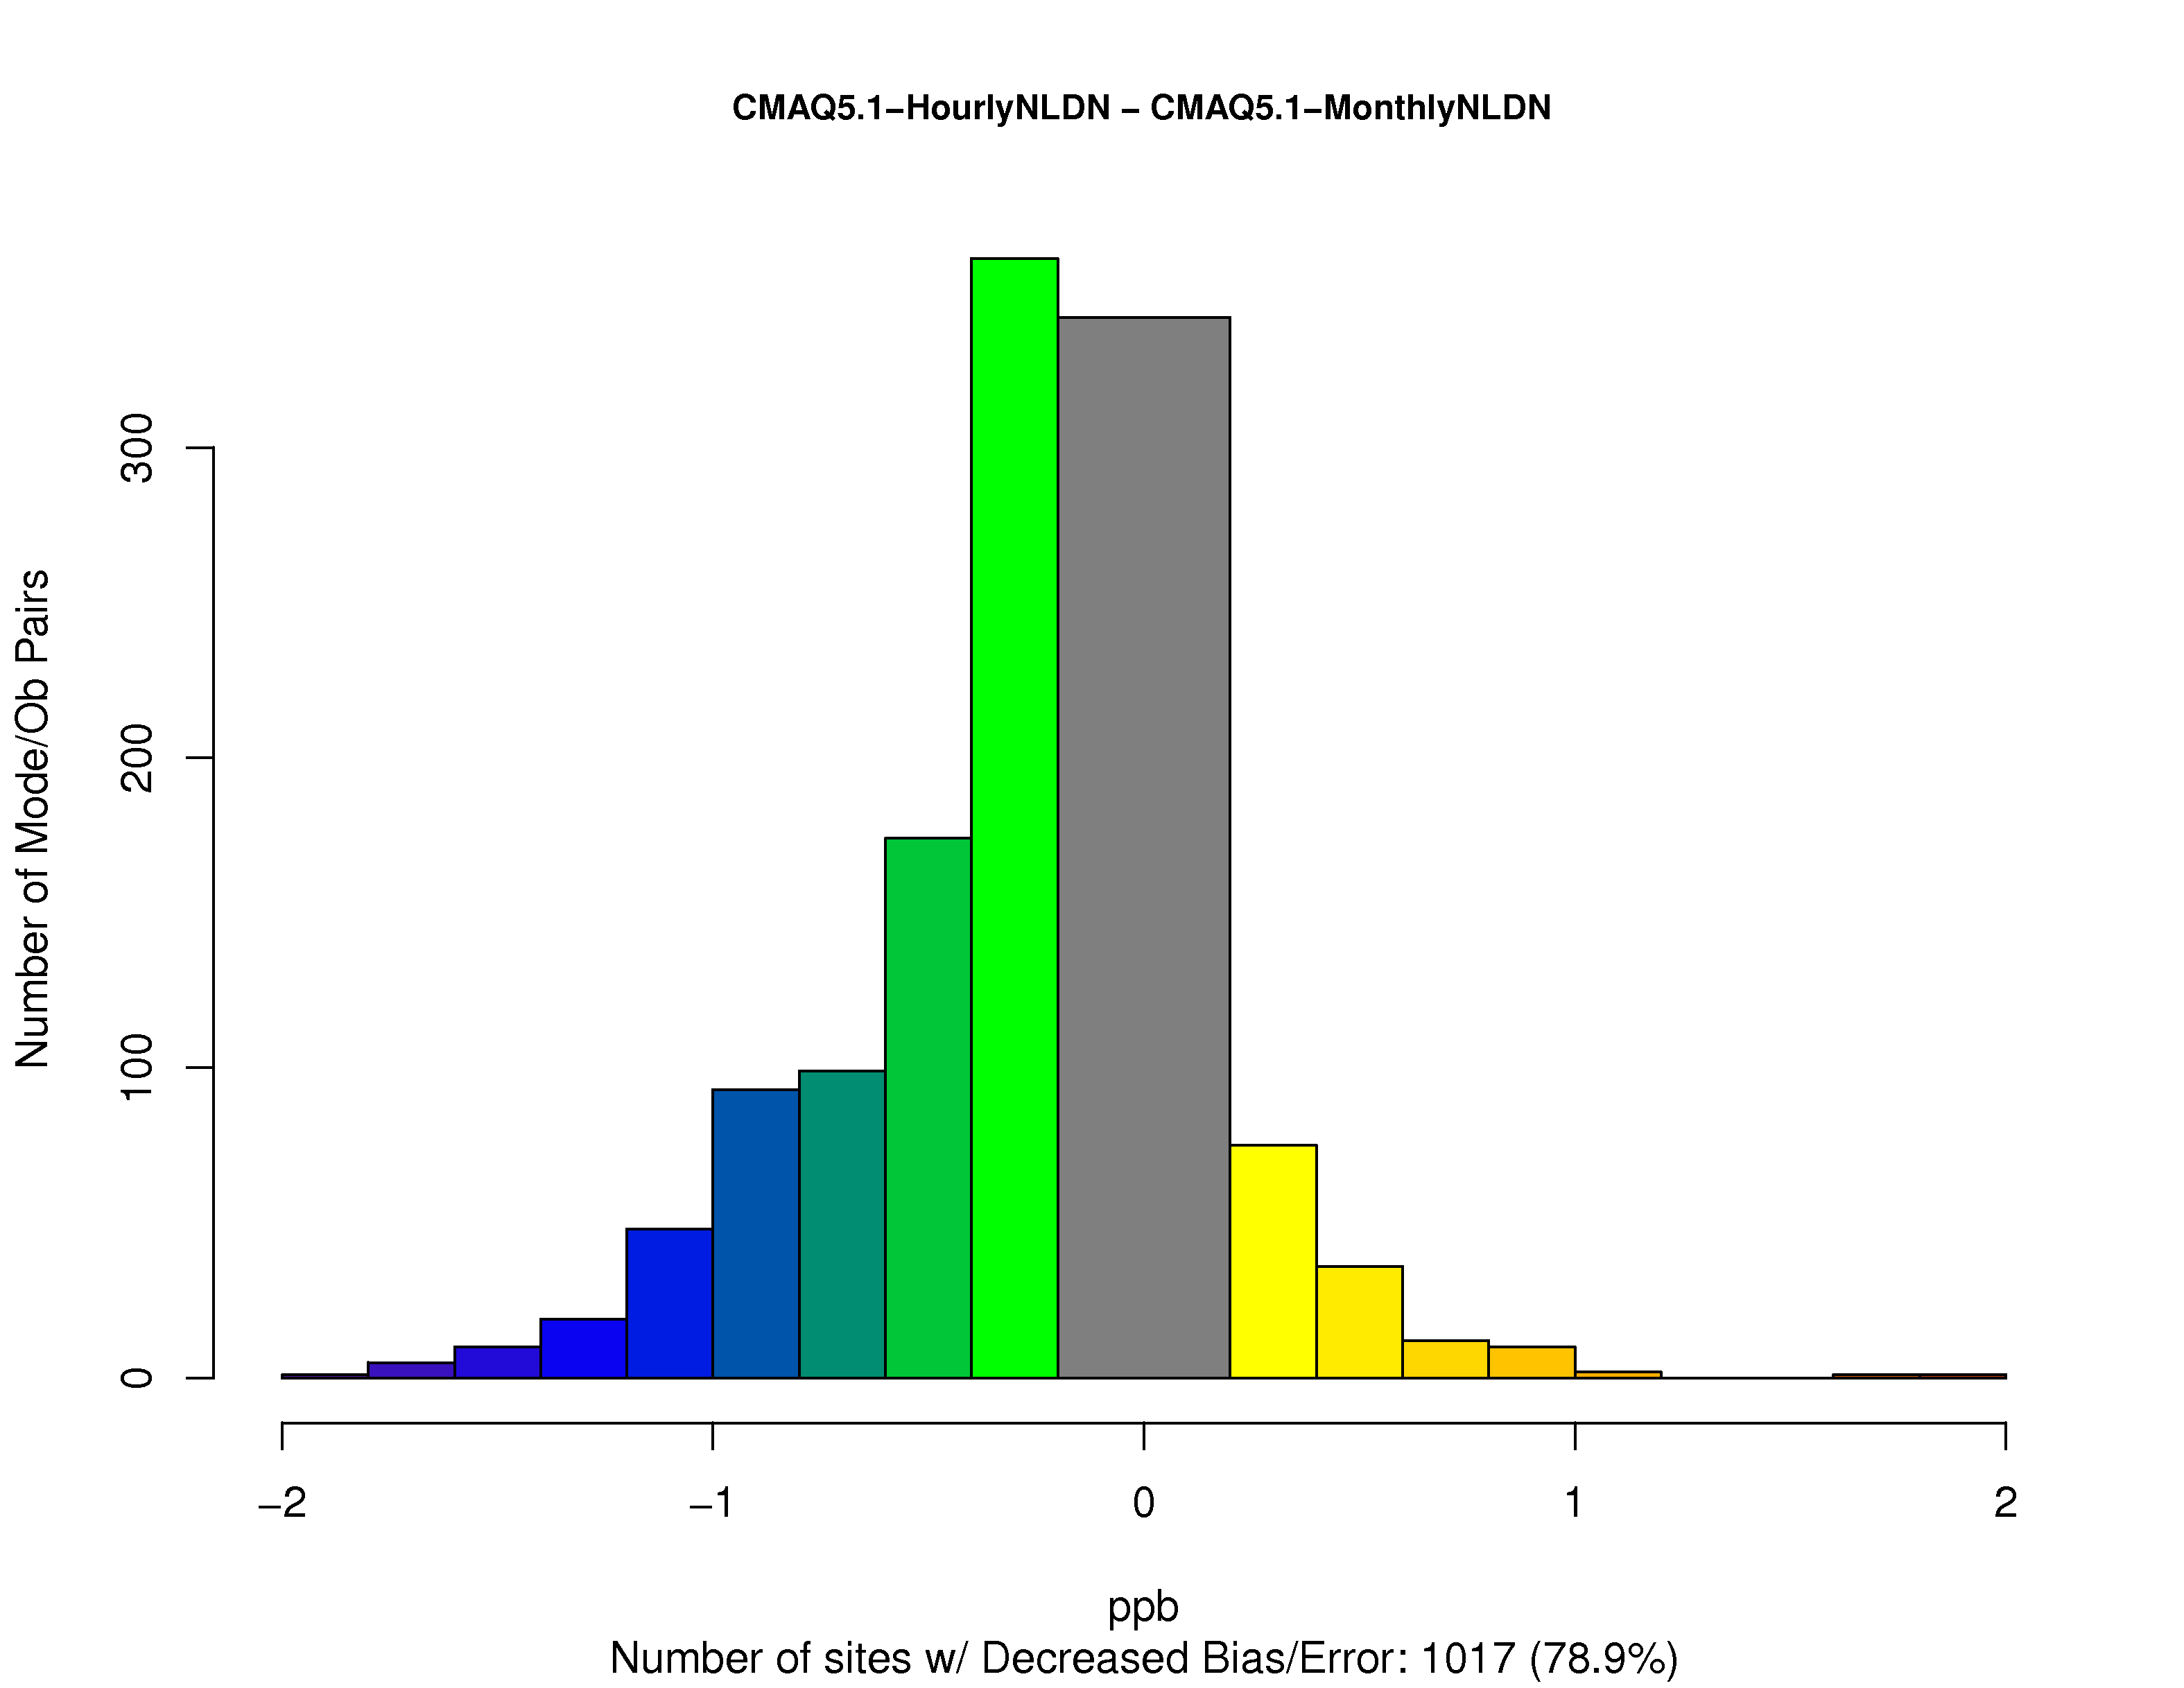 CMAQ5.1−HourlyNLDN − CMAQ5.1−MonthlyNLDN
Number of Mode/Ob Pairs
300
200
100
0
−2 −1 0 1 2
ppb
Number of sites w/ Decreased Bias/Error: 1017 (78.9%)